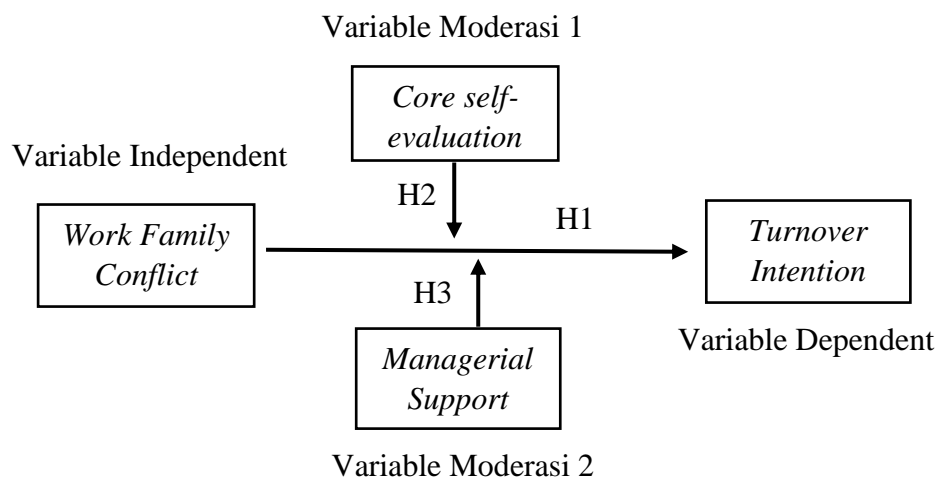 Variable Moderasi 1
Core self-
evaluation
Variable Independent
H2
H1
Work Family
Conflict
Turnover
Intention
H3
Variable Dependent
Managerial
Support
Variable Moderasi 2